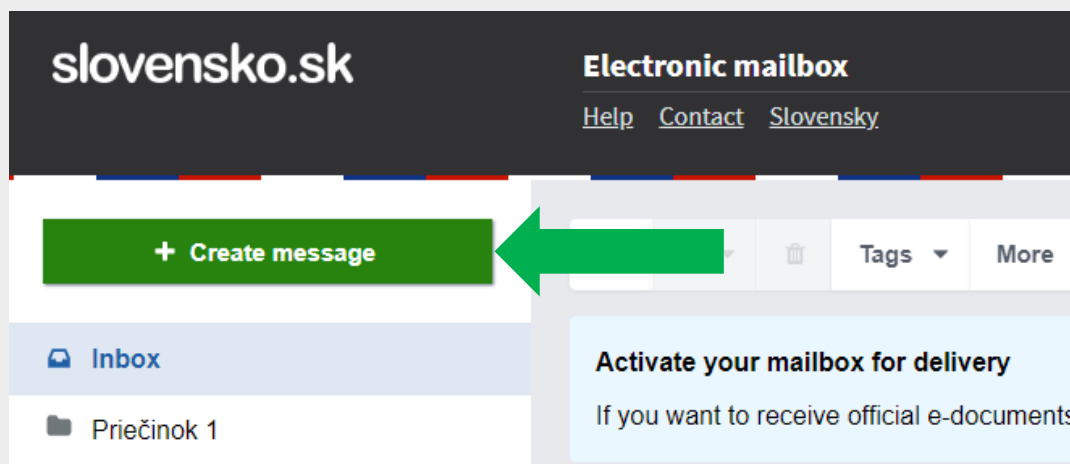 slovensko.sk
Electronic mailbox
Help Contact Slovensky
+ Create message
Tags More
Inbox
Activate your mailbox for delivery
If you want to receive official e-documents
Priečinok 1